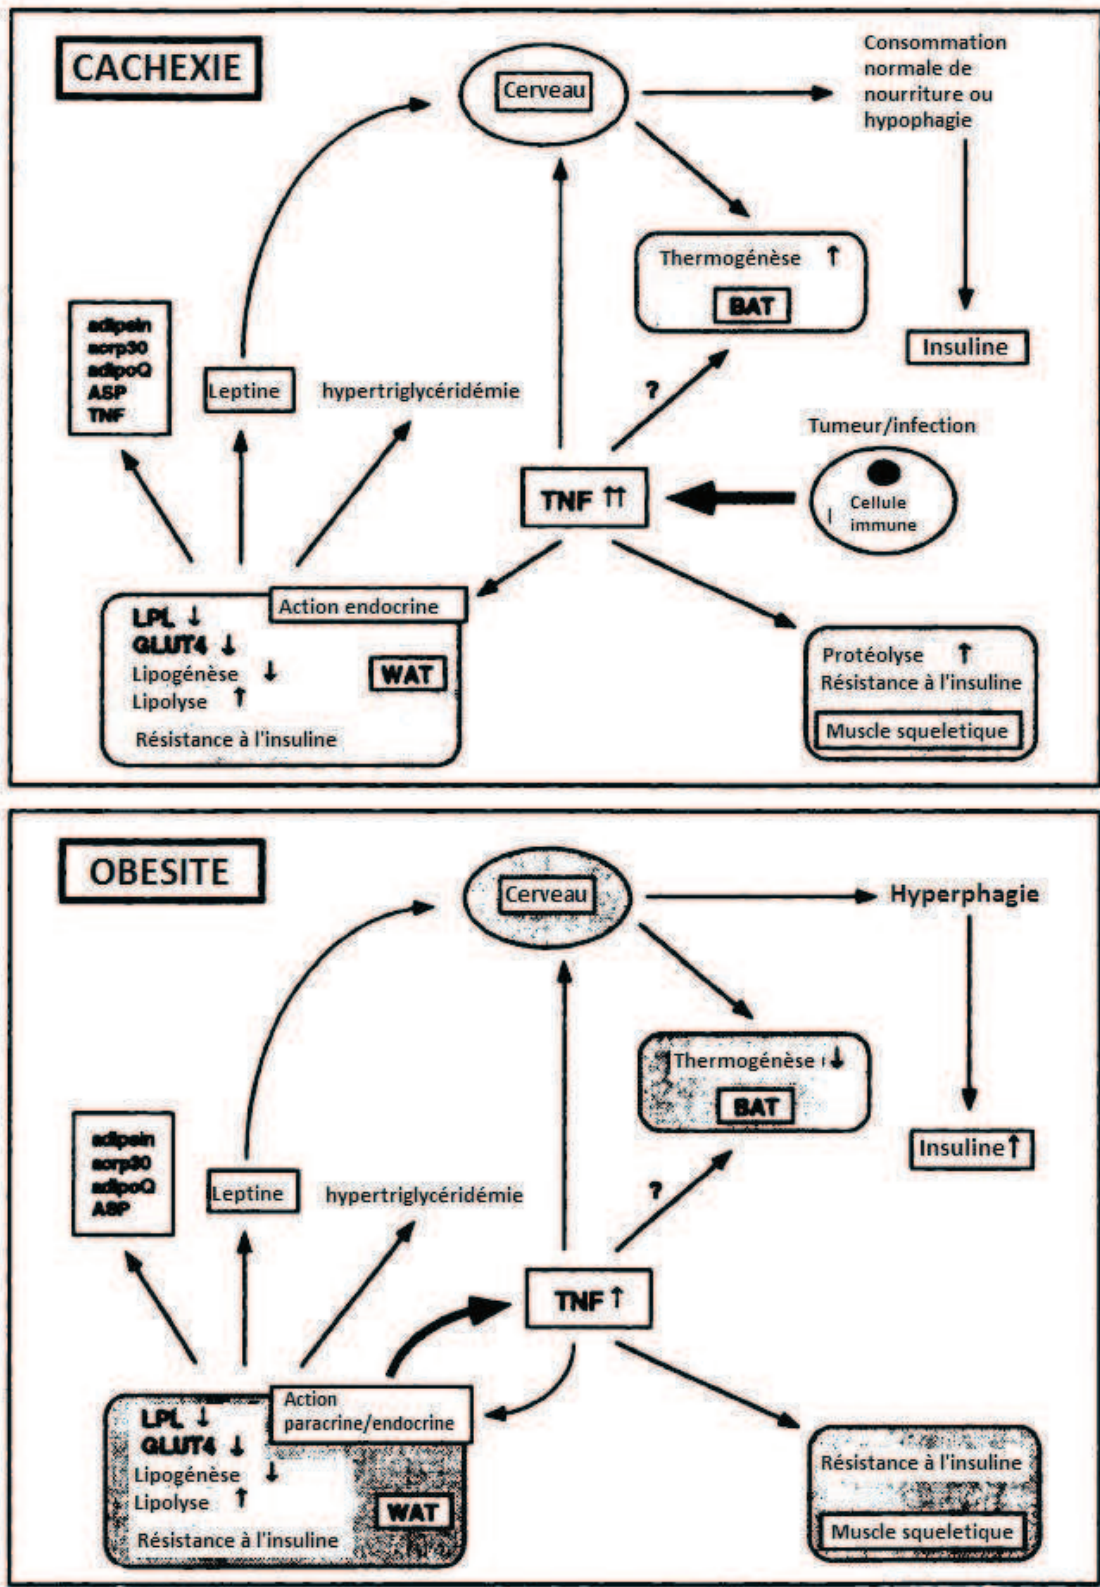 CACHEXIE
Cerveau
Consommation
normale de
nourriture ou
hypophagie
Thermogénèse ↑
BAT
Insuline
adipsin
acrp30
adipoQ
ASP
TNF
Leptine
hypertriglycéridémie
?
Tumeur/infection
TNF ↑↑
Cellule
immune
Action endocrine
LPL ↓
GLUT4 ↓
Lipogénèse ↓
Lipolyse ↑
WAT
Résistance à l'insuline
Protéolyse ↑
Résistance à l'insuline
Muscle squeletique
OBESITE
Cerveau
Hyperphagie
Thermogénèse ↓
BAT
Insuline ↑
adipsin
acrp30
adipoQ
ASP
Leptine
hypertriglycéridémie
?
TNF ↑
Action
paracrine/endocrine
LPL ↓
GLUT4 ↓
Lipogénèse ↓
Lipolyse ↑
WAT
Résistance à l'insuline
Résistance à l'insuline
Muscle squeletique